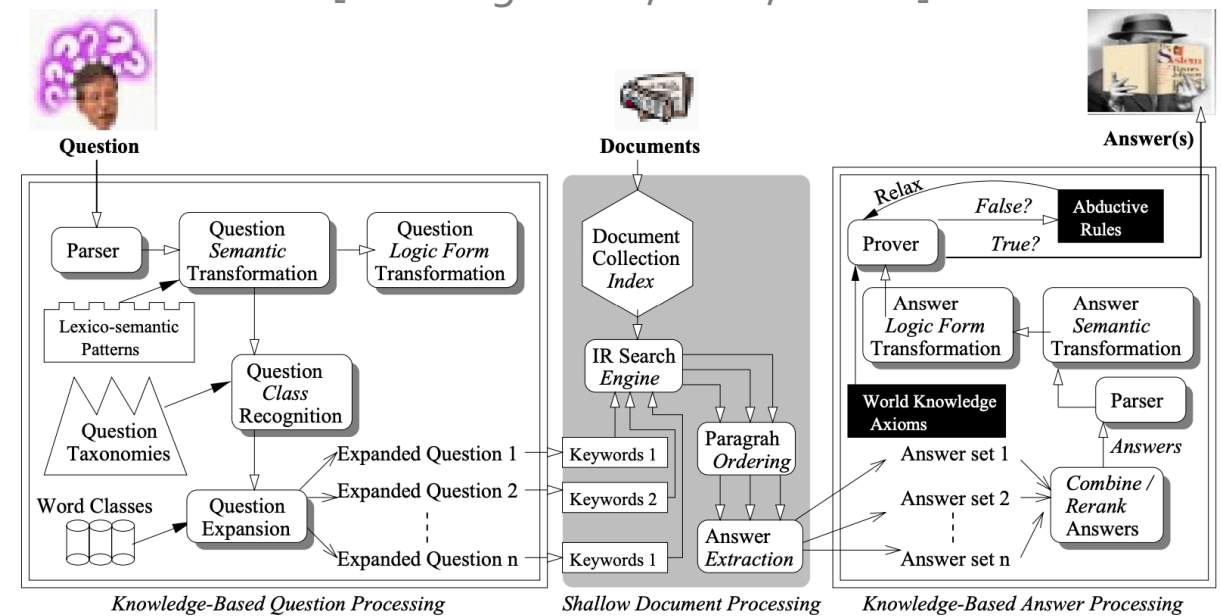 Question
Documents
Answer(s)
Parser
Question
Semantic
Transformation
Question
Logic Form
Transformation
Lexico-semantic
Patterns
Question
Class
Recognition
Question
Taxonomies
Word Classes
Question
Expansion
Expanded Question 1
Expanded Question 2
Expanded Question n
Knowledge-Based Question Processing
Document
Collection
Index
IR Search
Engine
Keywords 1
Keywords 2
Keywords 1
Paragrah
Ordering
Answer
Extraction
Shallow Document Processing
Relax
False?
True?
Prover
Abductive
Rules
Answer
Logic Form
Transformation
Answer
Semantic
Transformation
World Knowledge
Axioms
Parser
Answers
Answer set 1
Answer set 2
Answer set n
Combine /
Rerank
Answers
Knowledge-Based Answer Processing